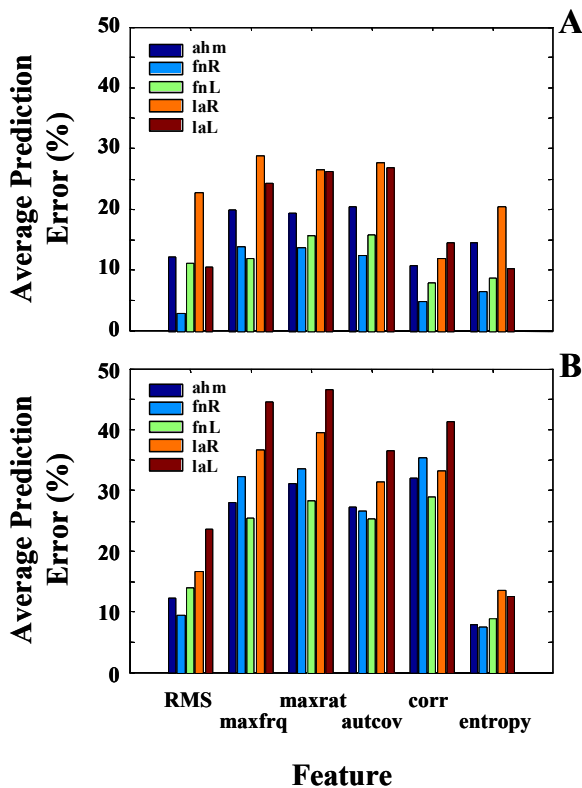 A
50
40
30
20
10
0
Average Prediction
Error (%)
ahm
fnR
fnL
laR
laL
B
50
40
30
20
10
0
Average Prediction
Error (%)
ahm
fnR
fnL
laR
laL
RMS maxrat corr
maxfrq autcov entropy
Feature